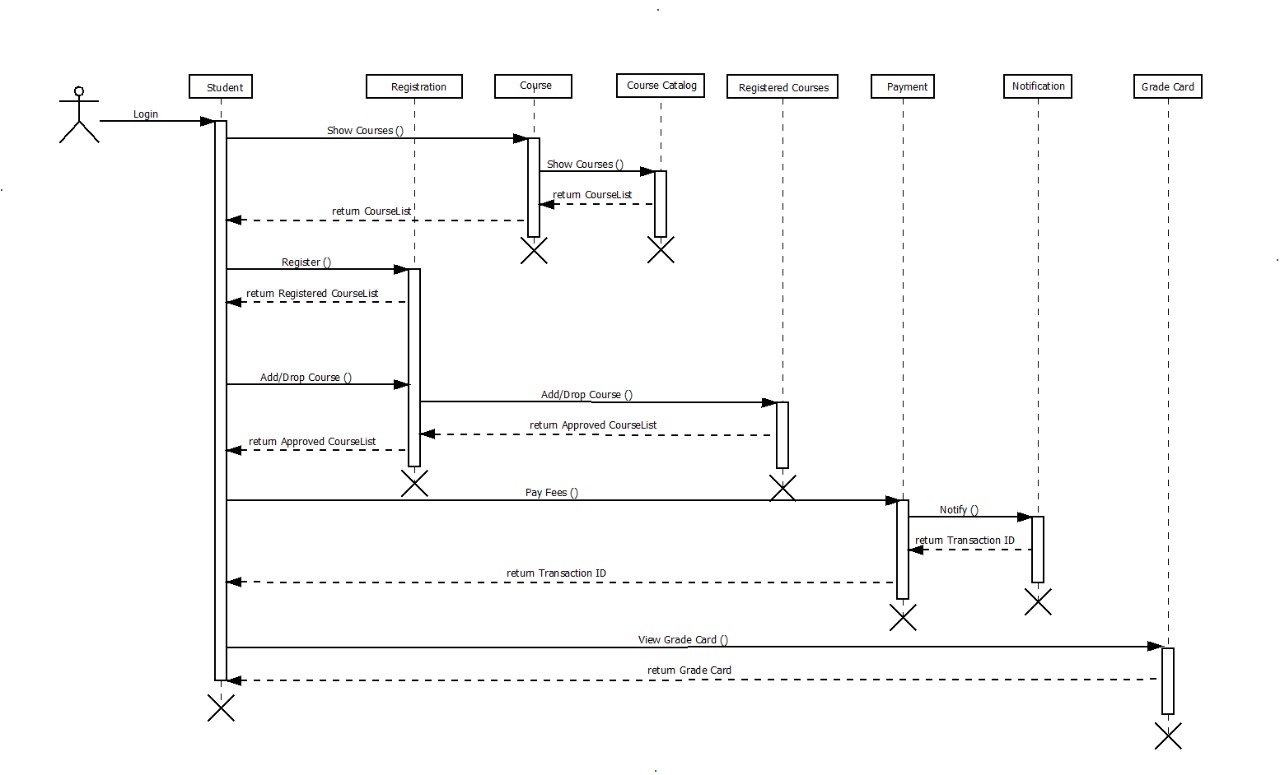 Student
Registration
Course
Course Catalog
Registered Courses
Payment
Notification
Grade Card
Login
Show Courses ()
Show Courses ()
return CourseList
return CourseList
Register ()
return Registered CourseList
Add/Drop Course ()
Add/Drop Course ()
return Approved CourseList
return Approved CourseList
Pay Fees ()
Notify ()
return Transaction ID
return Transaction ID
View Grade Card ()
return Grade Card